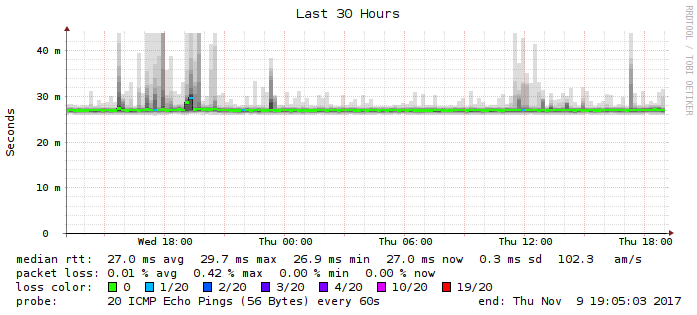 Last 30 Hours
RRDTOOL / TOBI OETIKER
Seconds
40 m
30 m
20 m
10 m
0
Wed 18:00 Thu 00:00 Thu 06:00 Thu 12:00 Thu 18:00
median rtt: 27.0 ms avg 29.7 ms max 26.9 ms min 27.0 ms now 0.3 ms sd 102.3 am/s
packet loss: 0.01 % avg 0.42 % max 0.00 % min 0.00 % now
loss color: 0 1/20 2/20 3/20 4/20 10/20 19/20
probe: 20 ICMP Echo Pings (56 Bytes) every 60s end: Thu Nov 9 19:05:03 2017